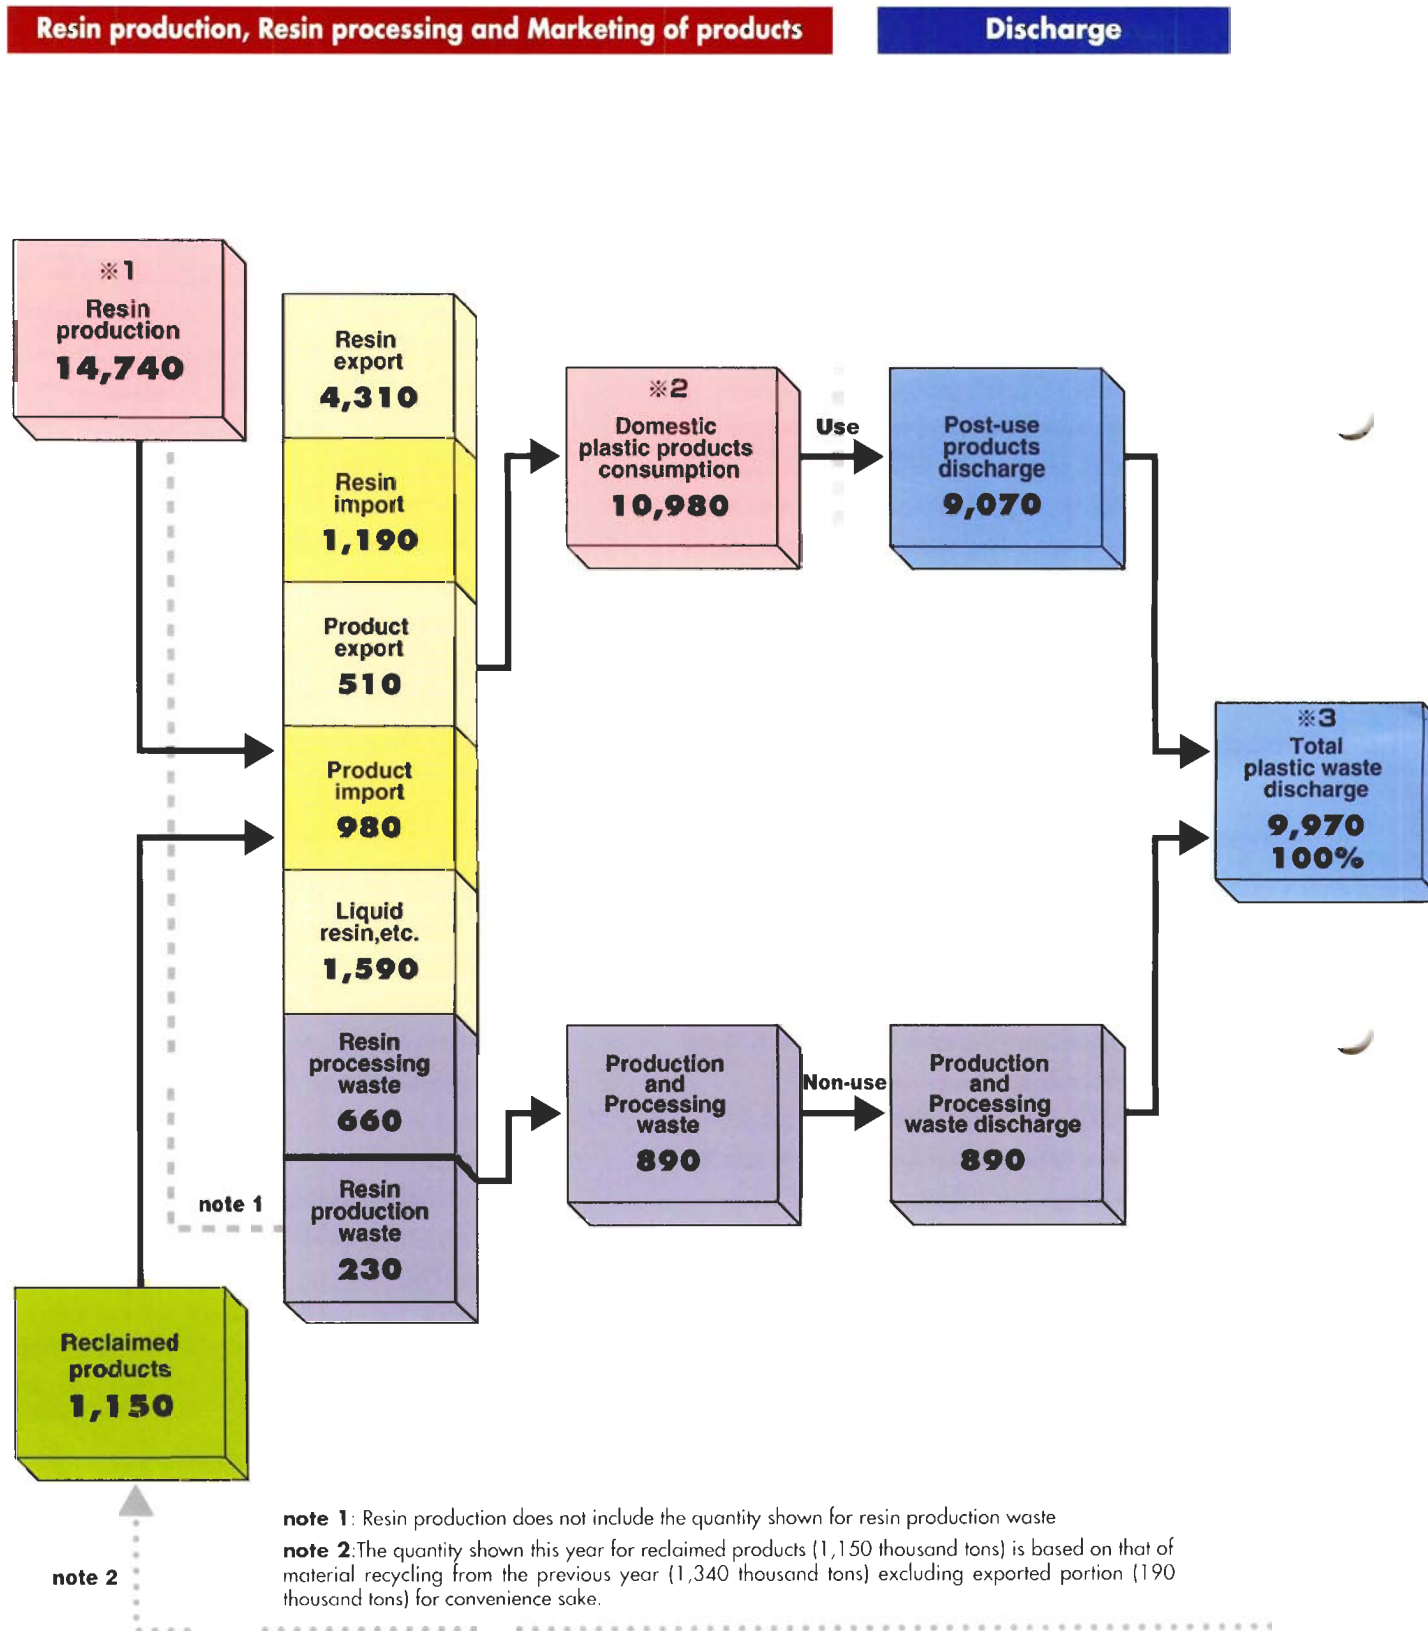 Resin production, Resin processing and Marketing of products
Discharge
※1
Resin
production
14,740
Resin
export
4,310
Resin
import
1,190
Product
export
510
Product
import
980
Liquid
resin,etc.
1,590
Resin
processing
waste
660
Resin
production
waste
230
note 1
※2
Domestic
plastic products
consumption
10,980
Use
Post-use
products
discharge
9,070
※3
Total
plastic waste
discharge
9,970
100%
Production
and
Processing
waste
890
Non-use
Production
and
Processing
waste discharge
890
Reclaimed
products
1,150
note 2
note 1: Resin production does not include the quantity shown for resin production waste
note 2:The quantity shown this year for reclaimed products (1,150 thousand tons) is based on that of
material recycling from the previous year (1,340 thousand tons) excluding exported portion (190
thousand tons) for convenience sake.